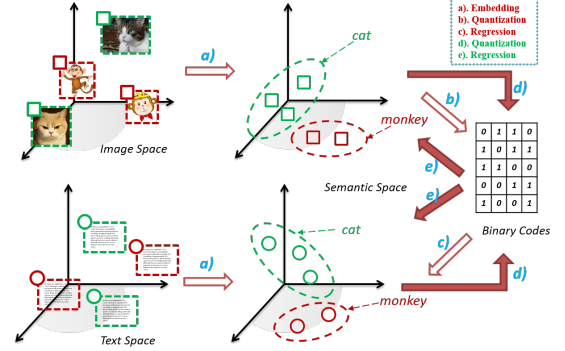 a). Embedding
b). Quantization
c). Regression
d). Quantization
e). Regression
cat
a)
b)
d)
monkey
Image Space
0 1 1 0
1 0 1 1
1 1 0 0
0 0 1 1
1 0 1 1
e)
Semantic Space
e)
Binary Codes
cat
a)
c)
d)
monkey
Text Space